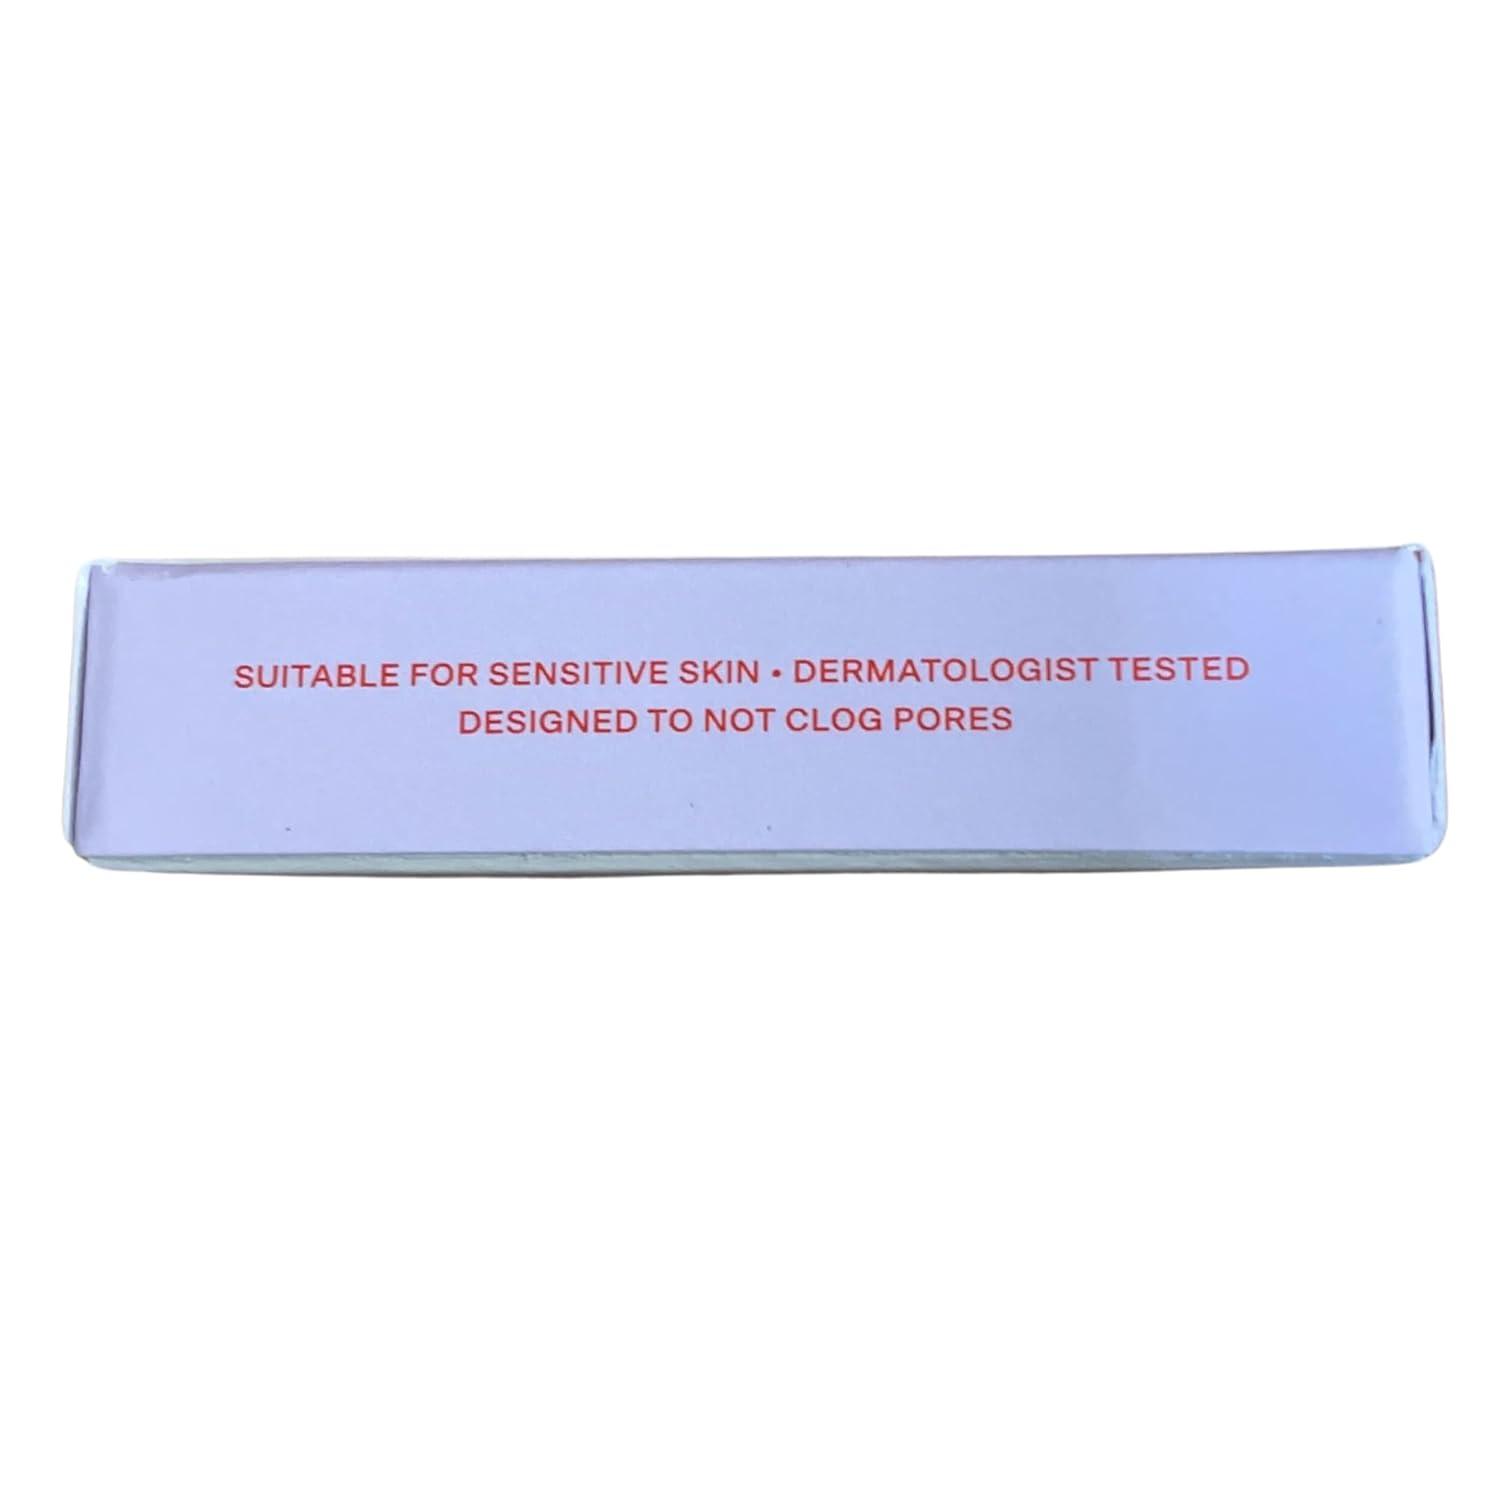 SUITABLE FOR SENSITIVE SKIN • DERMATOLOGIST TESTED
DESIGNED TO NOT CLOG PORES